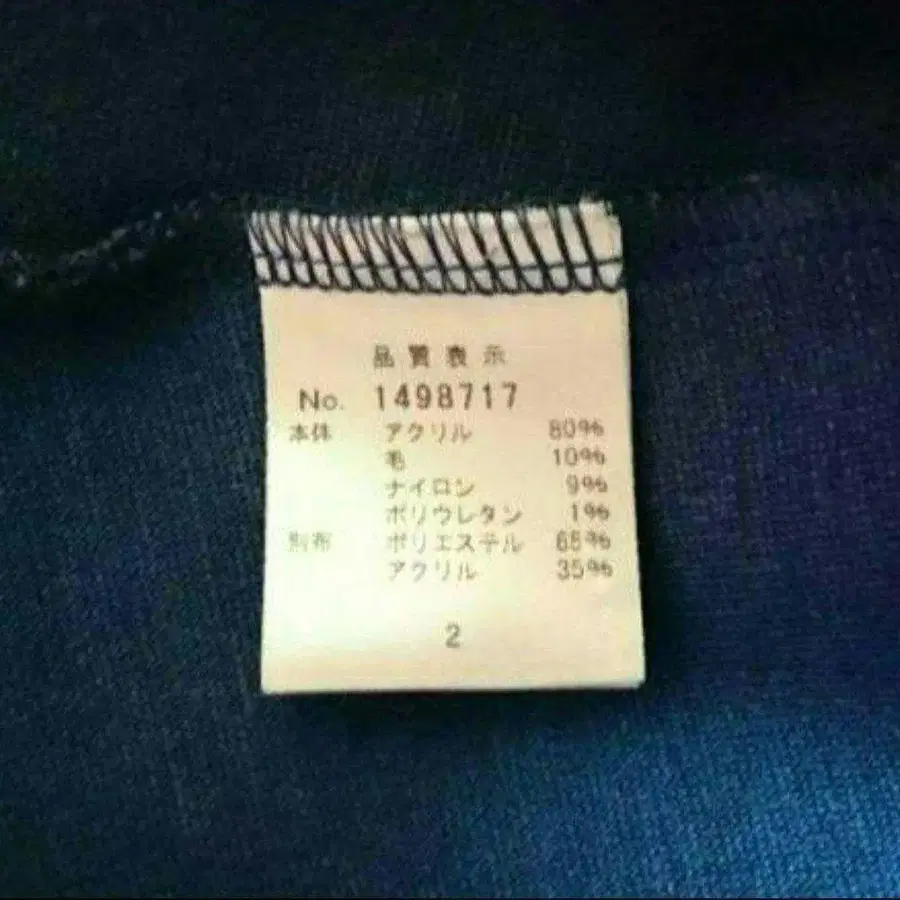 品質表示
No. 1498717
本体 アクリル 80%
毛 10%
ナイロン 9%
ポリウレタン 1%
別布 ポリエステル 65%
アクリル 35%
2